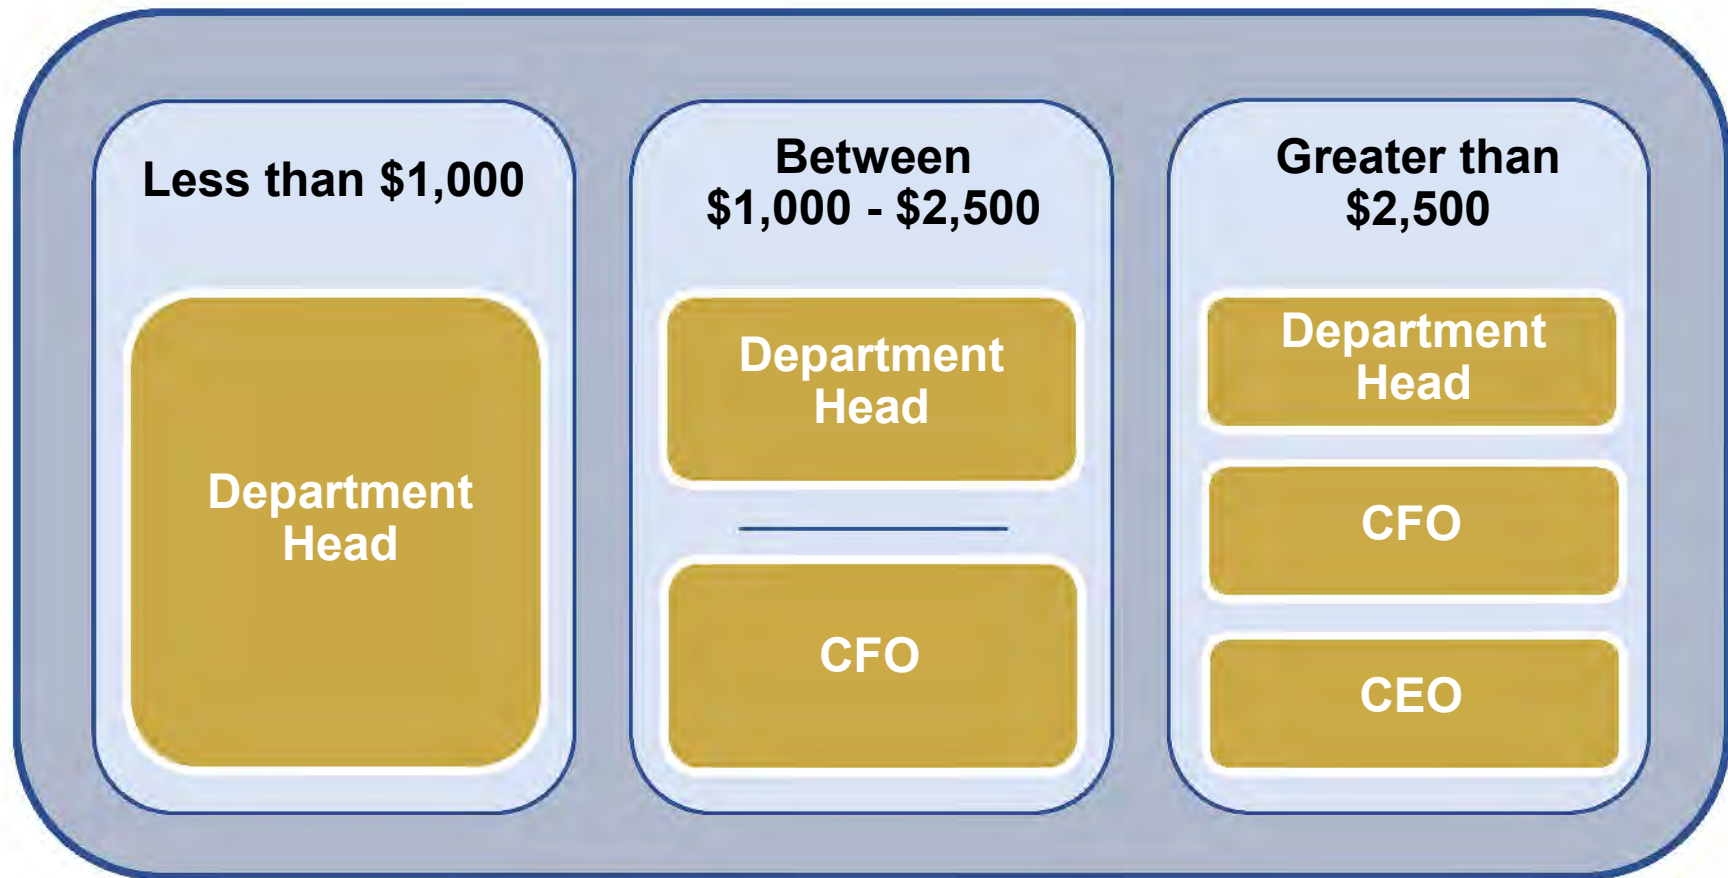 Less than $1,000
Department
Head
Between
$1,000 - $2,500
Department
Head
CFO
Greater than
$2,500
Department
Head
CFO
CEO